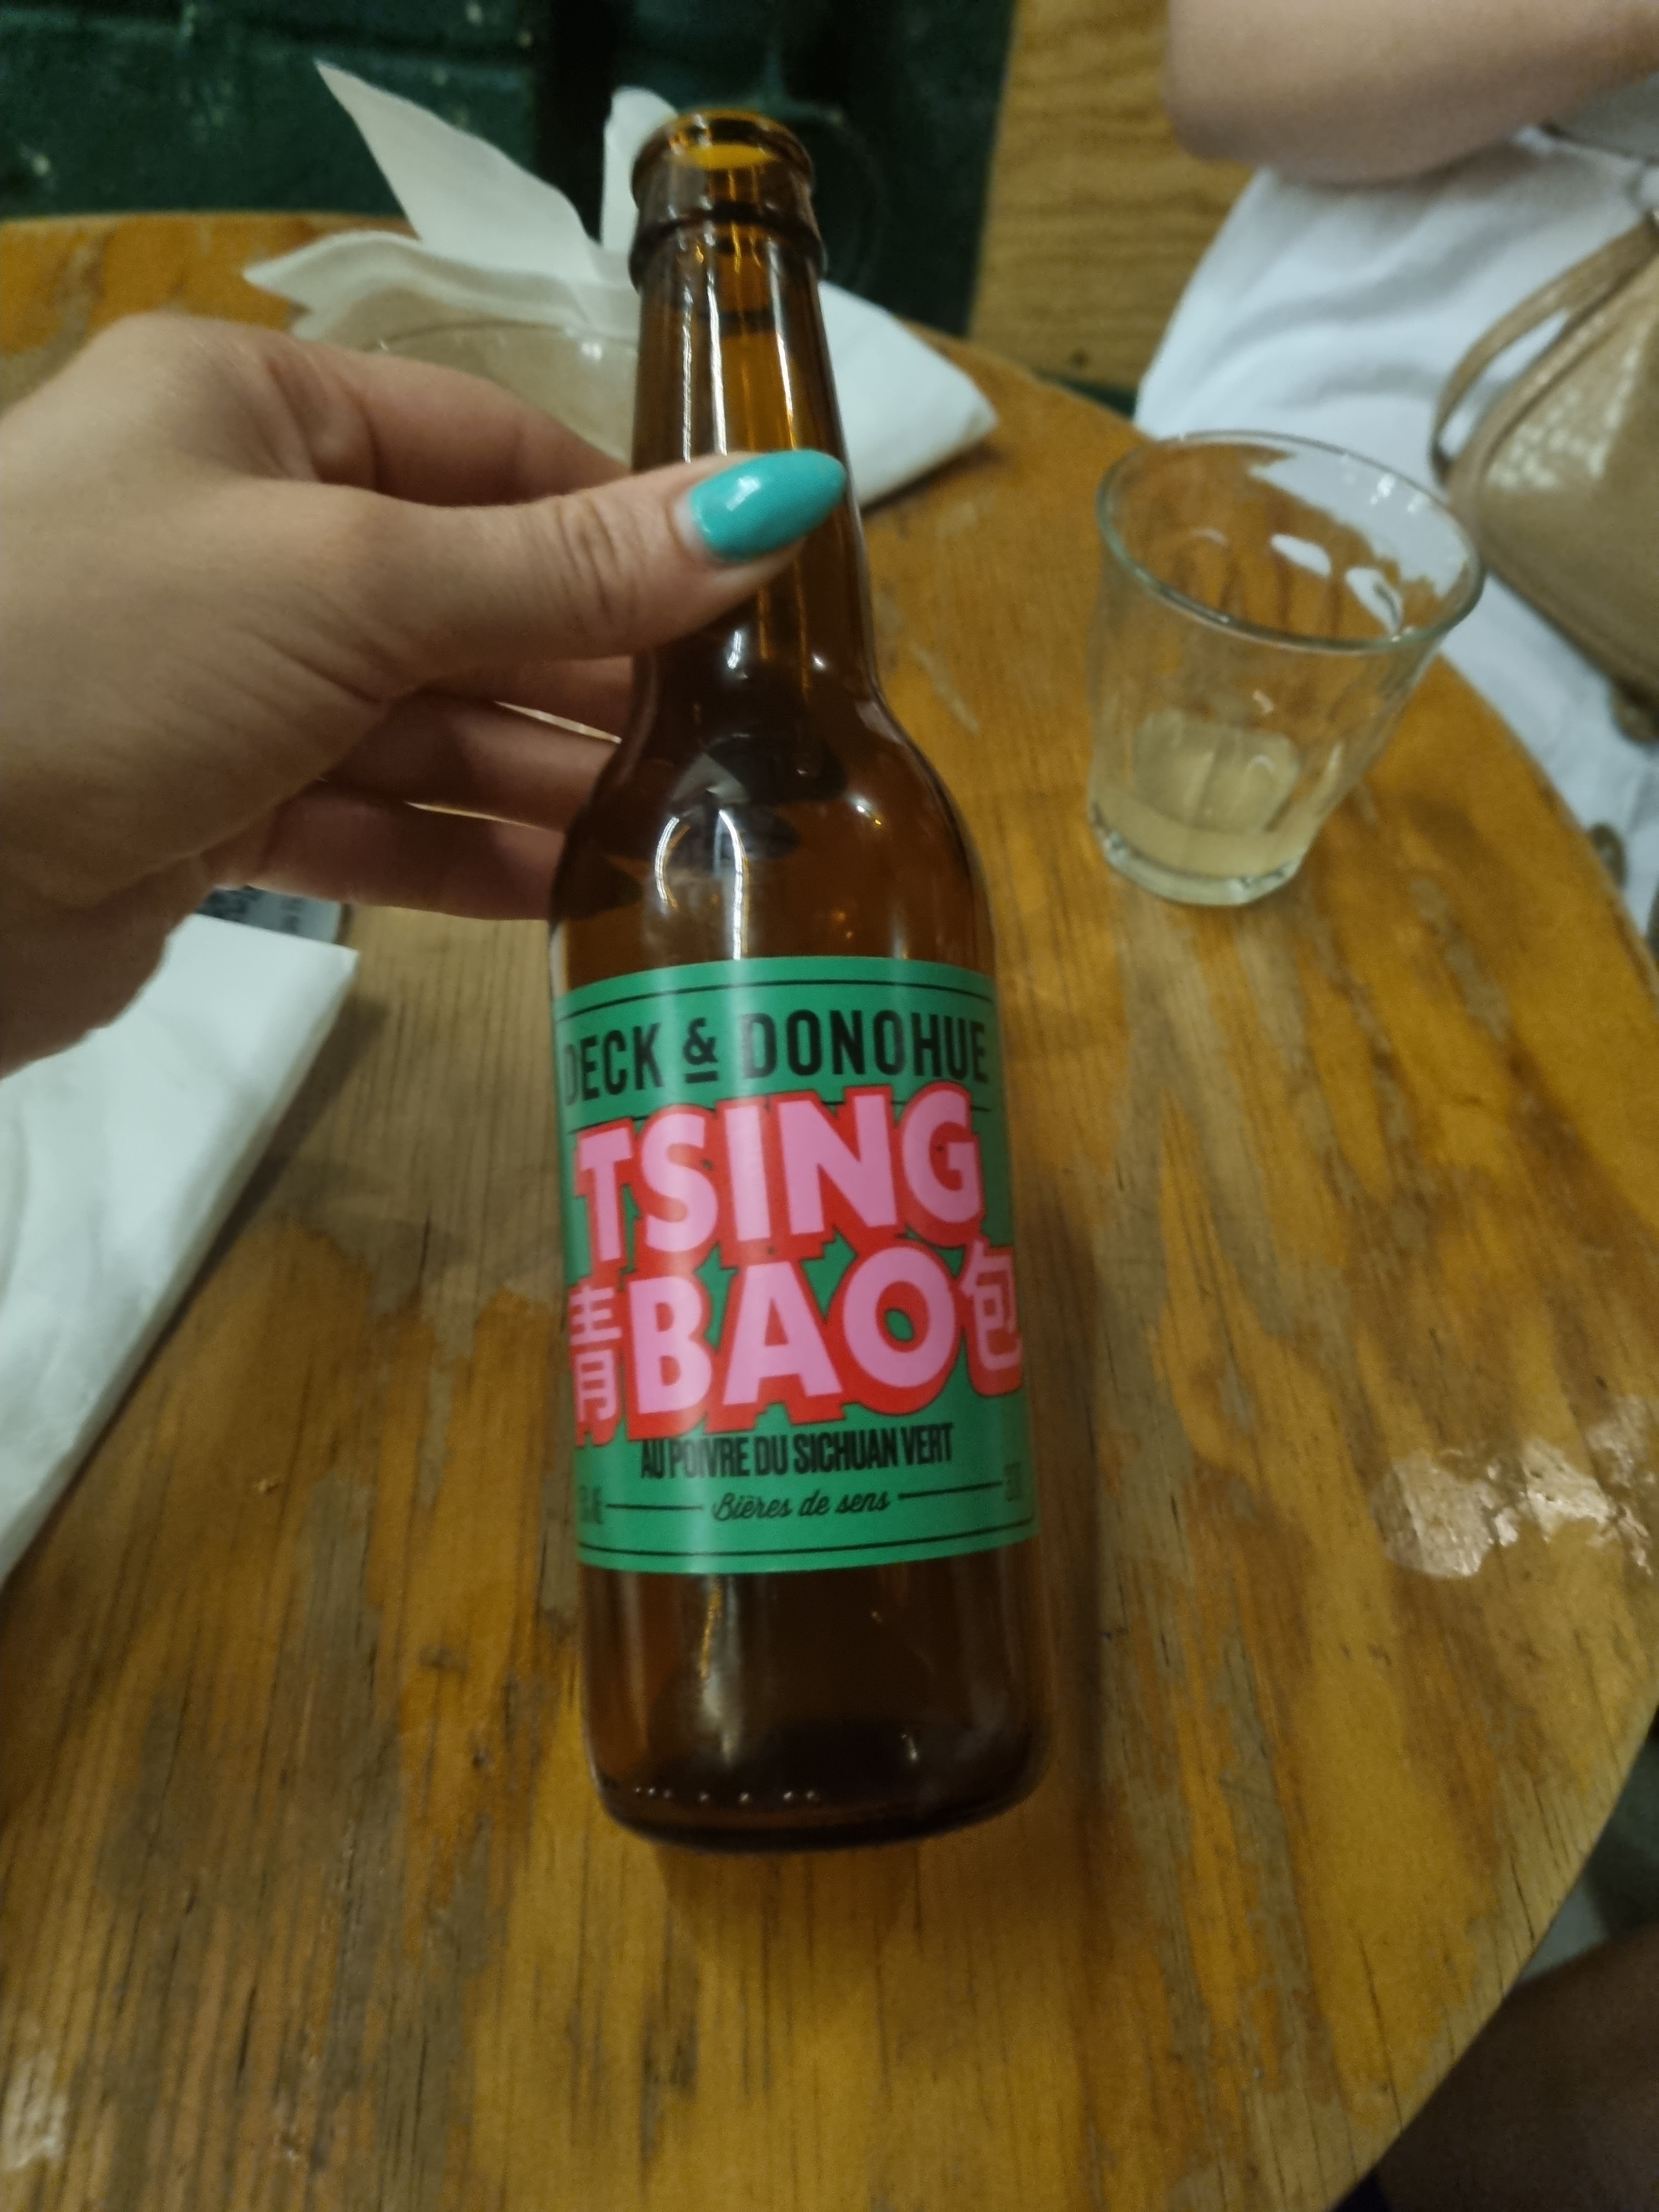 DECK & DONOHUE
TSING
青BAO包
AU POIVRE DU SICHUAN VERT
Bières de sens